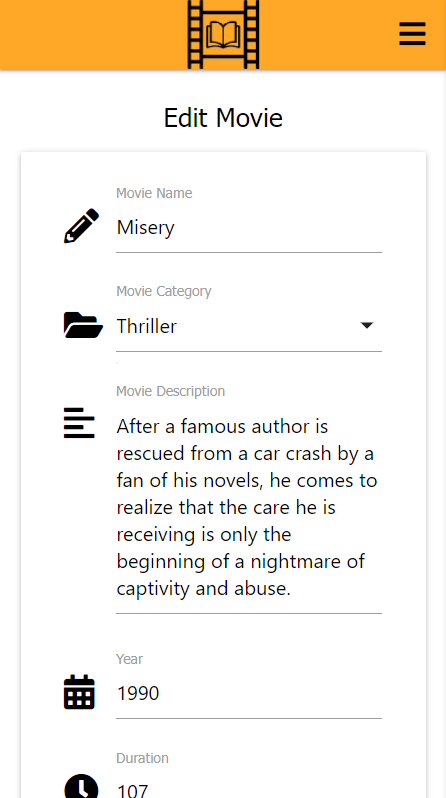 Edit Movie
Movie Name
Misery
Movie Category
Thriller
Movie Description
After a famous author is
rescued from a car crash by a
fan of his novels, he comes to
realize that the care he is
receiving is only the
beginning of a nightmare of
captivity and abuse.
Year
1990
Duration
107